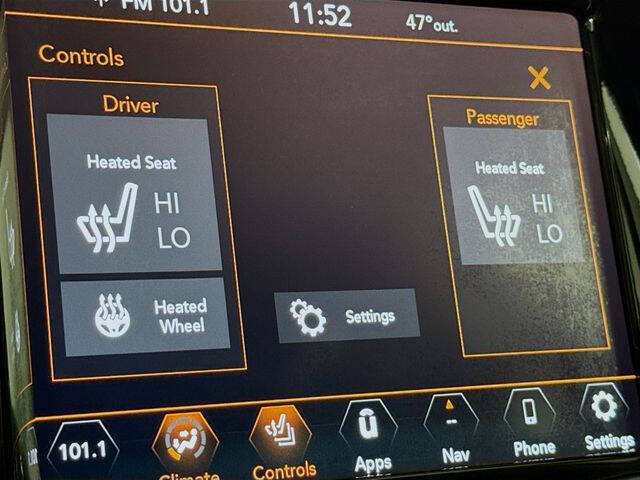 FM 101.1
11:52
47° out.
Controls
Driver
Heated Seat
HI
LO
Heated
Wheel
Settings
Passenger
Heated Seat
HI
LO
101.1
Climate
Controls
Apps
Nav
Phone
Settings